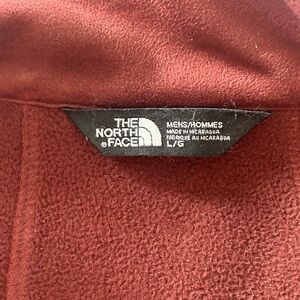 THE
NORTH
FACE
MENS/HOMMES
MADE IN NICARAGUA
FABRIQUÉ AU NICARAGUA
L/G